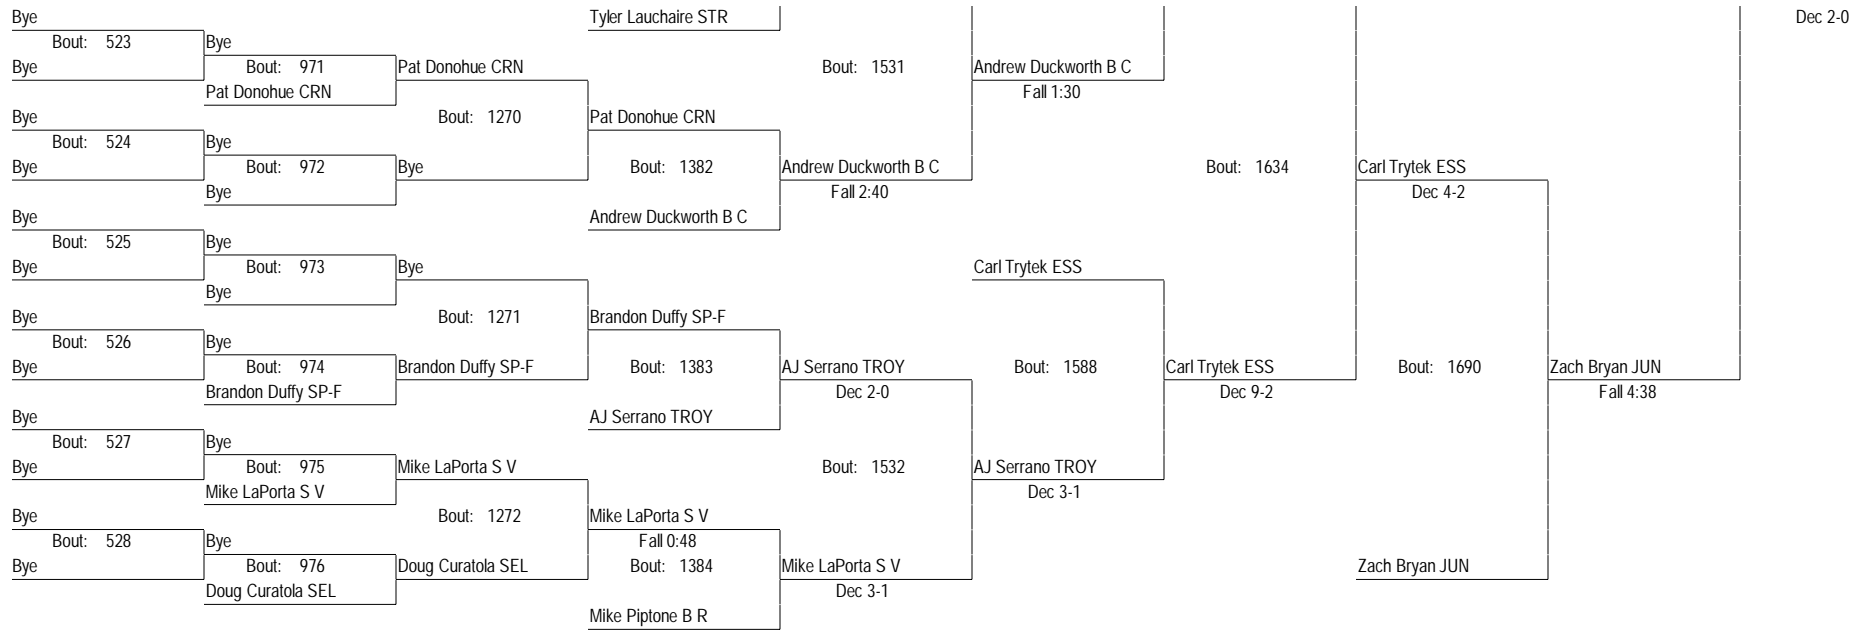 Bye Tyler Lauchaire STR Dec 2-0
Bout: 523 Bye
Bye Bout: 971 Pat Donohue CRN Bout: 1531 Andrew Duckworth B C
Pat Donohue CRN Fall 1:30
Bye Bout: 1270 Pat Donohue CRN
Bout: 524 Bye
Bye Bout: 972 Bye Bout: 1382 Andrew Duckworth B C Bout: 1634 Carl Trytek ESS
Bye Fall 2:40 Dec 4-2
Bye Andrew Duckworth B C
Bout: 525 Bye
Bye Bout: 973 Bye Carl Trytek ESS
Bye
Bye Bout: 1271 Brandon Duffy SP-F
Bout: 526 Bye
Bye Bout: 974 Brandon Duffy SP-F Bout: 1383 AJ Serrano TROY Bout: 1588 Carl Trytek ESS Bout: 1690 Zach Bryan JUN
Brandon Duffy SP-F Dec 2-0 Dec 9-2 Fall 4:38
Bye AJ Serrano TROY
Bout: 527 Bye
Bye Bout: 975 Mike LaPorta S V Bout: 1532 AJ Serrano TROY
Mike LaPorta S V Dec 3-1
Bye Bout: 1272 Mike LaPorta S V
Bout: 528 Bye Fall 0:48
Bye Bout: 976 Doug Curatola SEL Bout: 1384 Mike LaPorta S V Zach Bryan JUN
Doug Curatola SEL Dec 3-1
Mike Piptone B R